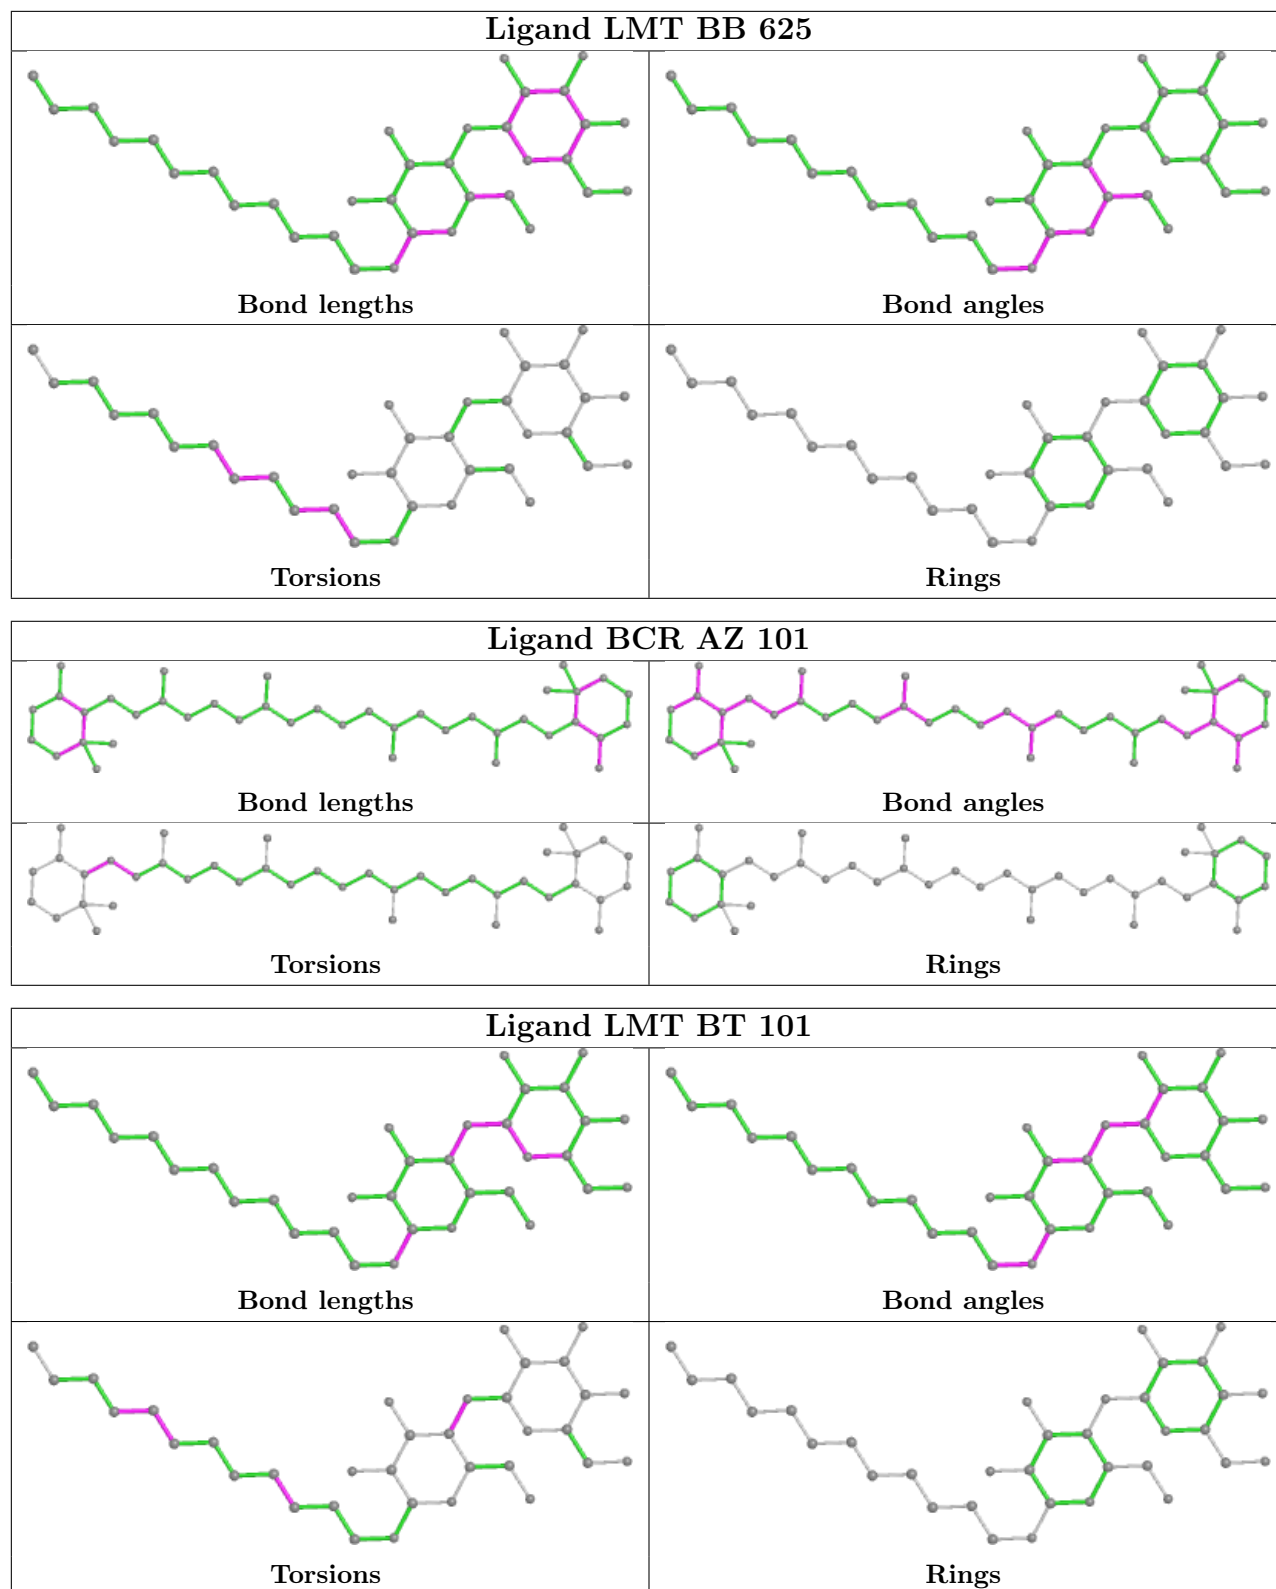 Ligand LMT BB 625
Bond lengths
Bond angles
Torsions
Rings
Ligand BCR AZ 101
Bond lengths
Bond angles
Torsions
Rings
Ligand LMT BT 101
Bond lengths
Bond angles
Torsions
Rings